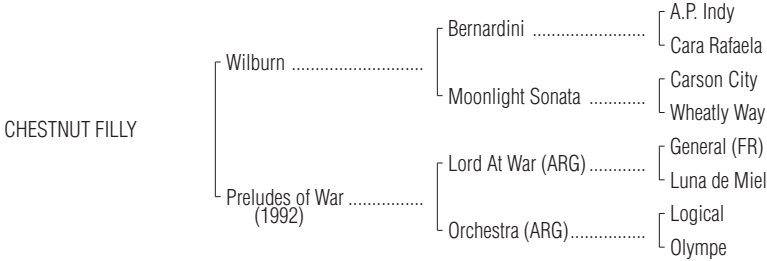 A.P. Indy
Bernardini ........................
Cara Rafaela
Wilburn ............................
Carson City
Moonlight Sonata ............
Wheatly Way
CHESTNUT FILLY
General (FR)
Lord At War (ARG) ............
Luna de Miel
Preludes of War ................
(1992)
Logical
Orchestra (ARG)................
Olympe